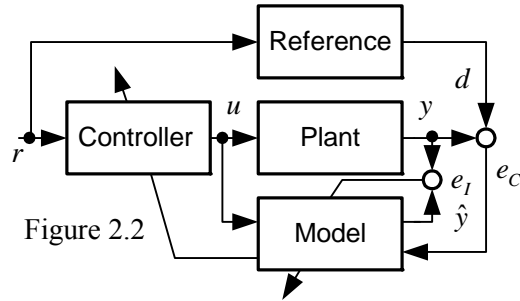 Reference
d
u
y
Controller
Plant
r
e_C
e_I
ŷ
Figure 2.2
Model